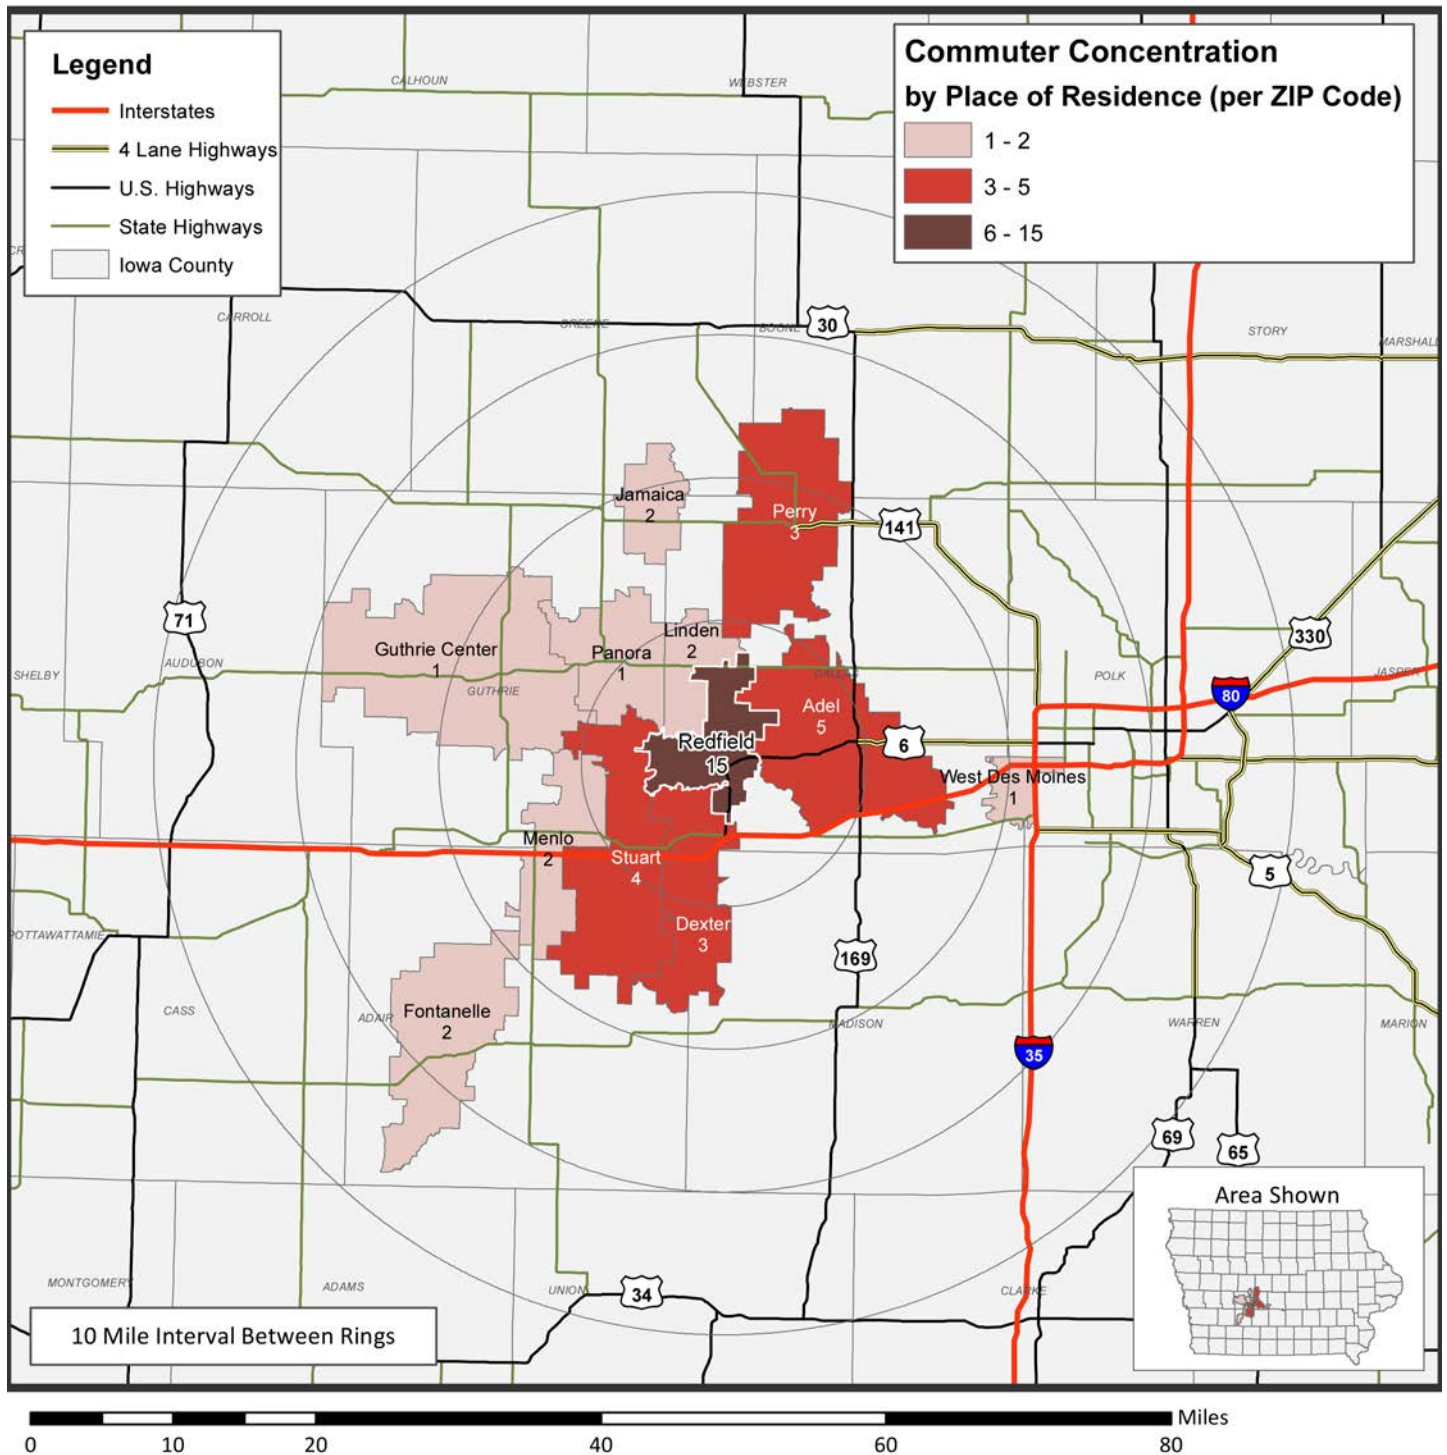 Legend
Interstates
4 Lane Highways
U.S. Highways
State Highways
Iowa County
Commuter Concentration
by Place of Residence (per ZIP Code)
1 - 2
3 - 5
6 - 15
CALHOUN
WEBSTER
CARROLL
GREENE
BOONE
30
STORY
MARSHALL
Jamaica
2
Perry
3
141
71
330
Guthrie Center
1
Panora
1
Linden
2
SHELBY
AUDUBON
GUTHRIE
DALLAS
POLK
JASPER
80
Adel
5
Redfield
15
6
West Des Moines
1
Menlo
2
Stuart
4
5
Dexter
3
POTTAWATTAMIE
169
CASS
ADAIR
Fontanelle
2
MADISON
WARREN
MARION
35
69
65
MONTGOMERY
ADAMS
UNION
34
CLARKE
Area Shown
10 Mile Interval Between Rings
Miles
0 10 20 40 60 80